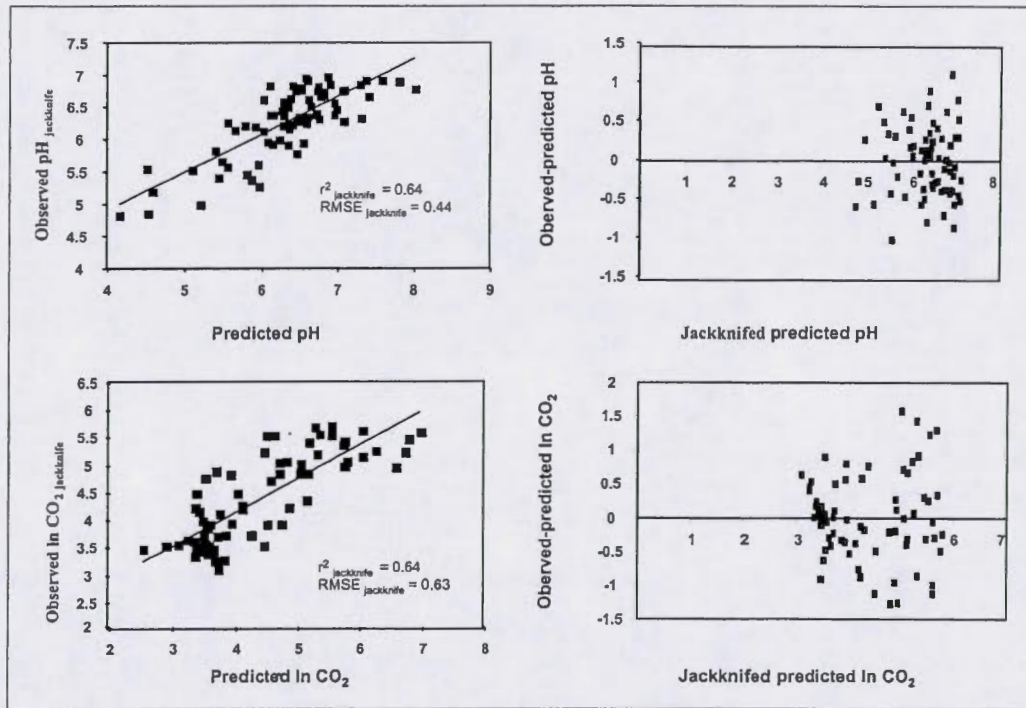 7.5
7
6.5
6
5.5
5
4.5
4
Observed pH jackknife
r² jackknife = 0.64
RMSE jackknife = 0.44
4 5 6 7 8 9
Predicted pH
1.5
1
0.5
0
-0.5
-1
-1.5
Oberved-predicted pH
1 2 3 4 5 6 7 8
Jackknifed predicted pH
6.5
6
5.5
5
4.5
4
3.5
3
2.5
2
Observed ln CO₂ jackknife
r² jackknife = 0.64
RMSE jackknife = 0.63
2 3 4 5 6 7 8
Predicted ln CO₂
2
1.5
1
0.5
0
-0.5
-1
-1.5
Oberved-predicted ln CO₂
1 2 3 4 5 6 7
Jackknifed predicted ln CO₂